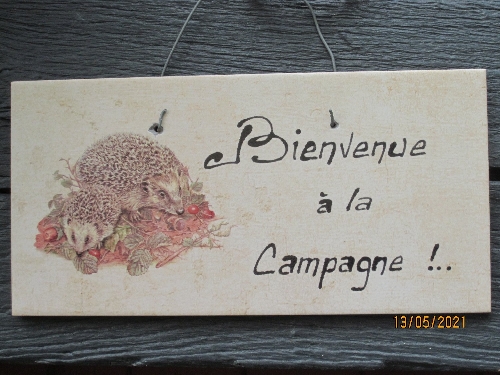 Bienvenue
à la
Campagne !..
13/05/2021